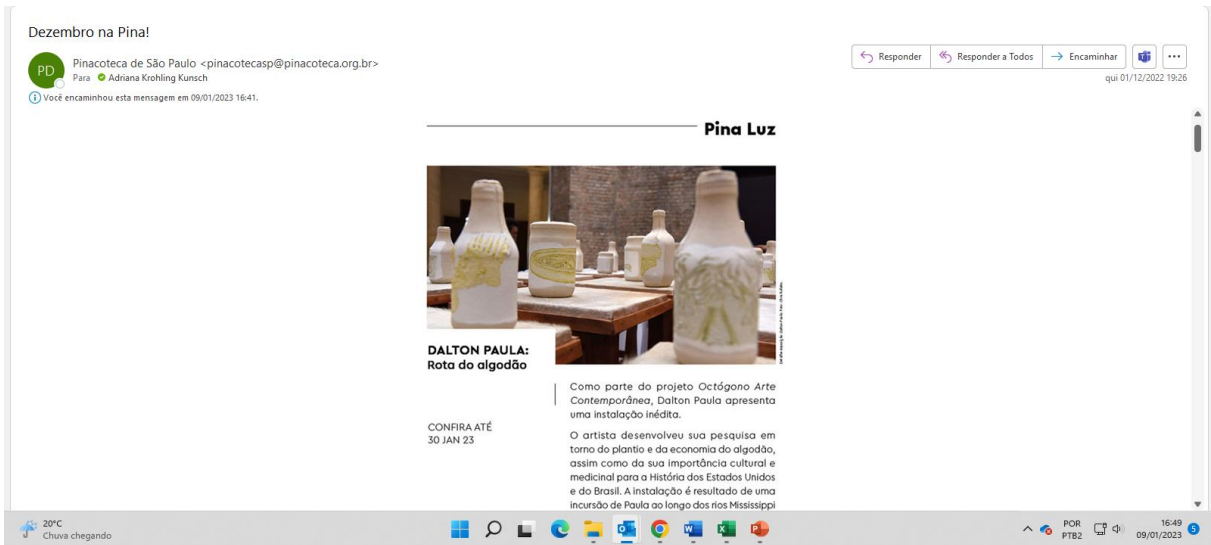 Dezembro na Pina!
PD
Pinacoteca de São Paulo <pinacotecasp@pinacoteca.org.br>
Para Adriana Krohling Kunsch
Responder
Responder a Todos
Encaminhar
qui 01/12/2022 19:26
Você encaminhou esta mensagem em 09/01/2023 16:41.
Pina Luz
DALTON PAULA:
Rota do algodão
CONFIRA ATÉ
30 JAN 23
Como parte do projeto Octógono Arte
Contemporânea, Dalton Paula apresenta
uma instalação inédita.
O artista desenvolveu sua pesquisa em
torno do plantio e da economia do algodão,
assim como da sua importância cultural e
medicinal para a História dos Estados Unidos
e do Brasil. A instalação é resultado de uma
incursão de Paula ao longo dos rios Mississippi
20°C
Chuva chegando
POR
PTB2
16:49
09/01/2023
5